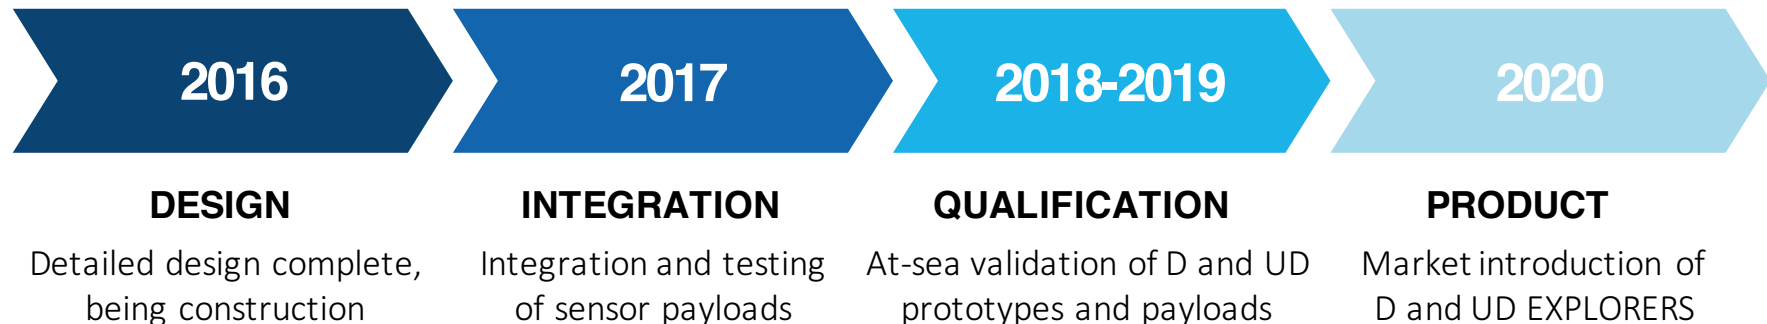 2016
2017
2018-2019
2020
DESIGN
Detailed design complete,
being construction
INTEGRATION
Integration and testing
of sensor payloads
QUALIFICATION
At-sea validation of D and UD
prototypes and payloads
PRODUCT
Market introduction of
D and UD EXPLORERS